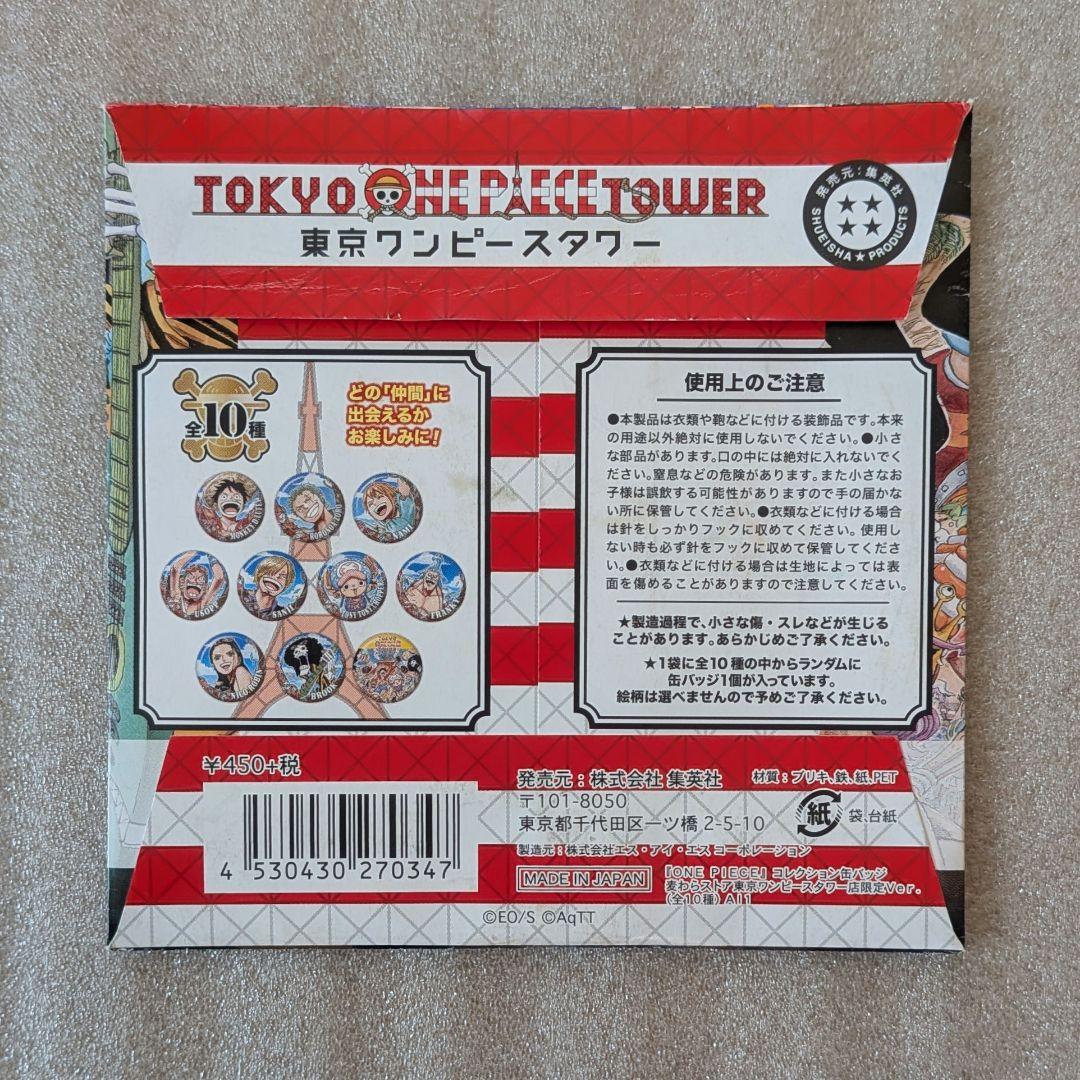 TOKYO ONE PIECE TOWER
東京ワンピースタワー
発売元：集英社
SHUEISHA★PRODUCTS
全10種
どの「仲間」に
出会えるか
お楽しみに!
MONKEY.D.LUFFY
RORONOA ZORO
NAMI
USOPP
SANJI
TONY TONY CHOPPER
FRANKY
NICO ROBIN
BROOK
使用上のご注意
●本製品は衣類や鞄などに付ける装飾品です。本来
の用途以外絶対に使用しないでください。●小さ
な部品があります。口の中には絶対に入れないでく
ださい。窒息などの危険があります。また小さなお
子様は誤飲する可能性がありますので手の届かな
い所に保管してください。●衣類などに付ける場合
は針をしっかりフックに収めてください。使用し
ない時も必ず針をフックに収めて保管してくださ
い。●衣類などに付ける場合は生地によっては表
面を傷めることがありますので注意してください。
★製造過程で、小さな傷・スレなどが生じる
ことがあります。あらかじめご了承ください。
★1袋に全10種の中からランダムに
缶バッジ1個が入っています。
絵柄は選べませんので予めご了承ください。
¥450+税
4 530430 270347
発売元：株式会社 集英社
〒101-8050
東京都千代田区一ツ橋 2-5-10
材質：ブリキ、鉄、紙、PET
紙 袋、台紙
製造元：株式会社エス・アイ・エス コーポレーション
MADE IN JAPAN
『ONE PIECE』コレクション缶バッジ
麦わらストア東京ワンピースタワー店限定Ver.
(全10種) A11
©EO/S ©AqTT